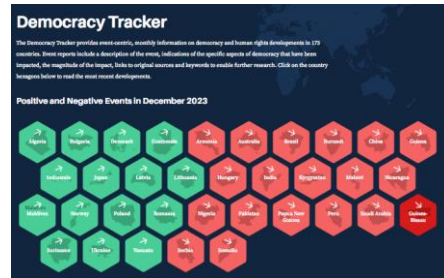 Democracy Tracker
The Democracy Tracker provides event-centric, monthly information on democracy and human rights developments in 173
countries. Event reports include a description of the event, indications of the specific aspects of democracy that have been
impacted, the magnitude of the impact, links to original sources and keywords to enable further research. Click on the country
hexagons below to read the most recent developments.
Positive and Negative Events in December 2023
Algeria Bulgaria Denmark Guatemala Armenia Australia Brazil Burundi China Guinea
Indonesia Japan Latvia Lithuania Hungary India Kyrgyzstan Malawi Nicaragua
Maldives Norway Poland Romania Nigeria Pakistan Papua New Guinea Peru Saudi Arabia Guinea-Bissau
Suriname Ukraine Vanuatu Serbia Somalia